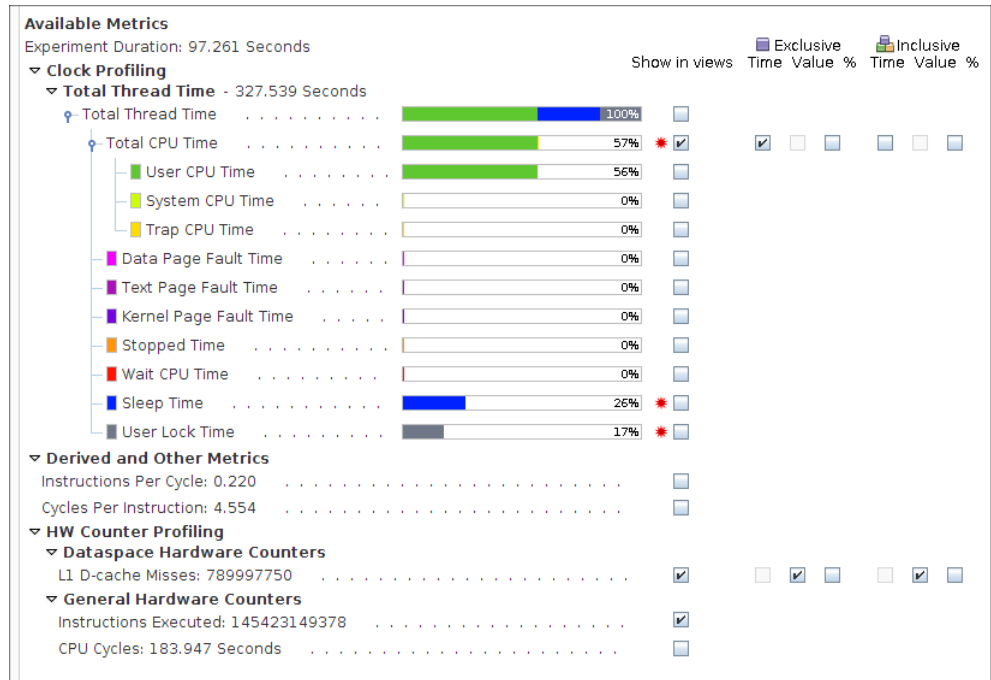 Available Metrics
Experiment Duration: 97.261 Seconds
Exclusive Inclusive
Show in views Time Value % Time Value %
Clock Profiling
Total Thread Time - 327.539 Seconds
Total Thread Time . . . . . . . . . . 100%
Total CPU Time . . . . . . . . . . 57%
User CPU Time . . . . . . . . 56%
System CPU Time . . . . . . 0%
Trap CPU Time . . . . . . . . 0%
Data Page Fault Time . . . . . . 0%
Text Page Fault Time . . . . . . 0%
Kernel Page Fault Time . . . . . 0%
Stopped Time . . . . . . . . . . 0%
Wait CPU Time . . . . . . . . . 0%
Sleep Time . . . . . . . . . . . 26%
User Lock Time . . . . . . . . . 17%
Derived and Other Metrics
Instructions Per Cycle: 0.220 . . . . . . . . . . . . . . . . . . . . . . . . . .
Cycles Per Instruction: 4.554 . . . . . . . . . . . . . . . . . . . . . . . . . .
HW Counter Profiling
Dataspace Hardware Counters
L1 D-cache Misses: 789997750 . . . . . . . . . . . . . . . . . . . . . . . .
General Hardware Counters
Instructions Executed: 145423149378 . . . . . . . . . . . . . . . . . . .
CPU Cycles: 183.947 Seconds . . . . . . . . . . . . . . . . . . . . . . . .